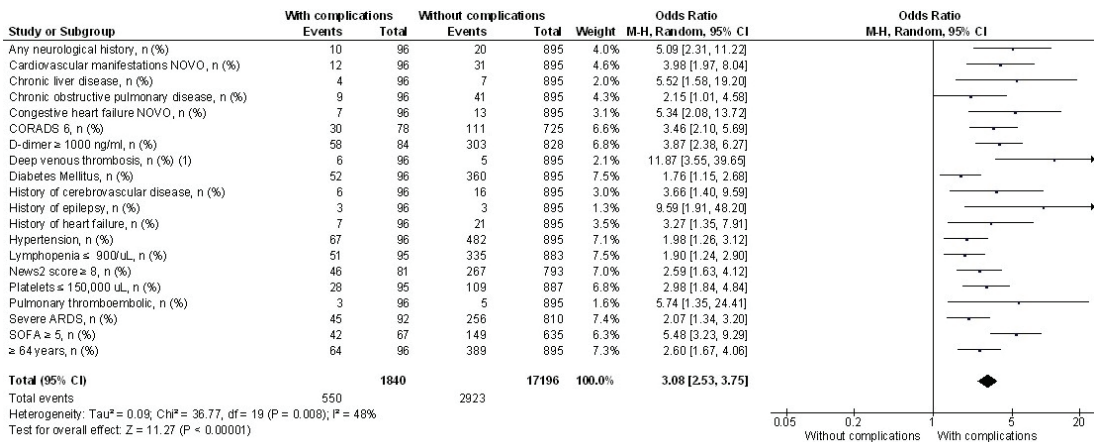 With complications Without complications Odds Ratio Odds Ratio
Study or Subgroup Events Total Events Total Weight M-H, Random, 95% CI M-H, Random, 95% CI
Any neurological history, n (%) 10 96 20 895 4.0% 5.09 [2.31, 11.22]
Cardiovascular manifestations NOVO, n (%) 12 96 31 895 4.6% 3.98 [1.97, 8.04]
Chronic liver disease, n (%) 4 96 7 895 2.0% 5.52 [1.58, 19.20]
Chronic obstructive pulmonary disease, n (%) 9 96 41 895 4.3% 2.15 [1.01, 4.58]
Congestive heart failure NOVO, n (%) 7 96 13 895 3.1% 5.34 [2.08, 13.72]
CORADS 6, n (%) 30 78 111 725 6.6% 3.46 [2.10, 5.69]
D-dimer ≥ 1000 ng/ml, n (%) 58 84 303 828 6.8% 3.87 [2.38, 6.27]
Deep venous thrombosis, n (%) (1) 6 96 5 895 2.1% 11.87 [3.55, 39.65]
Diabetes Mellitus, n (%) 52 96 360 895 7.5% 1.76 [1.15, 2.68]
History of cerebrovascular disease, n (%) 6 96 16 895 3.0% 3.66 [1.40, 9.59]
History of epilepsy, n (%) 3 96 3 895 1.3% 9.59 [1.91, 48.20]
History of heart failure, n (%) 7 96 21 895 3.5% 3.27 [1.35, 7.91]
Hypertension, n (%) 67 96 482 895 7.1% 1.98 [1.26, 3.12]
Lymphopenia ≤ 900/uL, n (%) 51 95 335 883 7.4% 1.90 [1.24, 2.90]
News2 score ≥ 8, n (%) 46 81 267 793 7.0% 2.59 [1.63, 4.12]
Platelets ≤ 150,000 uL, n (%) 28 95 109 887 6.8% 2.98 [1.84, 4.84]
Pulmonary thromboembolic, n (%) 3 96 5 895 1.6% 5.74 [1.35, 24.41]
Severe ARDS, n (%) 45 92 256 810 7.4% 2.07 [1.34, 3.20]
SOFA ≥ 5, n (%) 42 67 149 635 6.3% 5.48 [3.23, 9.29]
≥ 64 years, n (%) 64 96 389 895 7.3% 2.60 [1.67, 4.06]
Total (95% CI) 1840 17196 100.0% 3.08 [2.53, 3.75]
Total events 550 2923
Heterogeneity: Tau² = 0.09; Chi² = 36.77, df = 19 (P = 0.008); I² = 48%
Test for overall effect: Z = 11.27 (P < 0.00001)
0.05 0.2 1 5 20
Without complications With complications